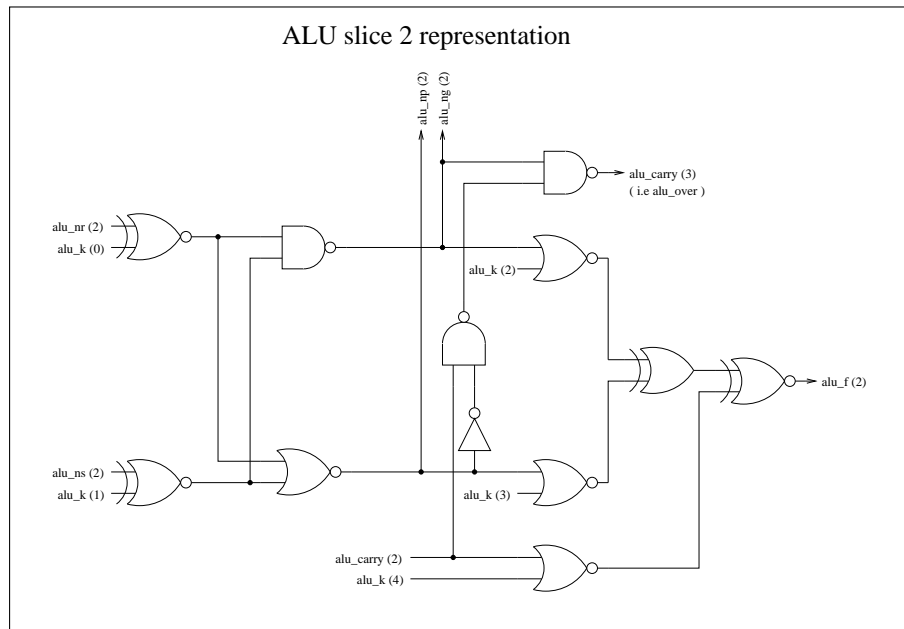 ALU slice 2 representation
alu_np (2)
alu_ng (2)
alu_carry (3)
( i.e alu_over )
alu_nr (2)
alu_k (0)
alu_k (2)
alu_f (2)
alu_ns (2)
alu_k (1)
alu_k (3)
alu_carry (2)
alu_k (4)